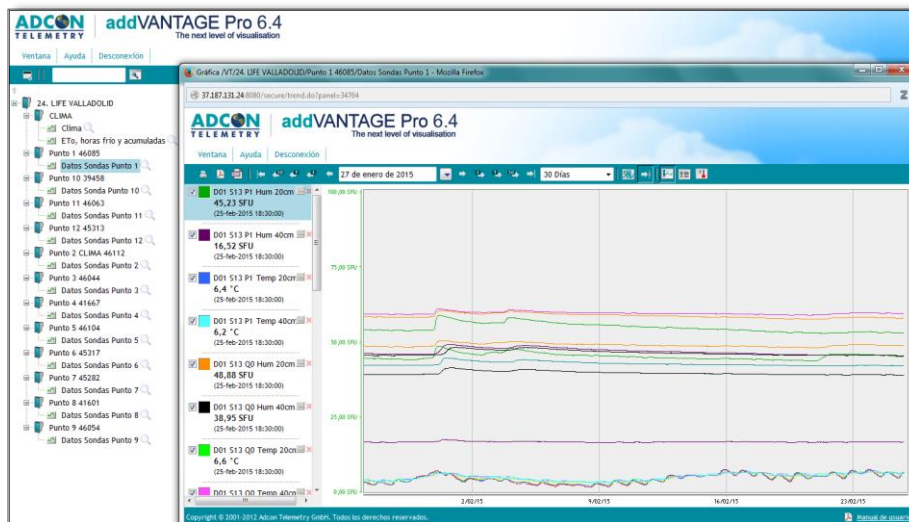 ADCON
TELEMETRY
addVANTAGE Pro 6.4
The next level of visualisation
Ventana Ayuda Desconexión
24. LIFE VALLADOLID
CLIMA
Clima
ETo, horas frío y acumuladas
Punto 1 46085
Datos Sondas Punto 1
Punto 10 39458
Datos Sonda Punto 10
Punto 11 46063
Datos Sondas Punto 11
Punto 12 45313
Datos Sondas Punto 12
Punto 2 CLIMA 46112
Datos Sondas Punto 2
Punto 3 46044
Datos Sondas Punto 3
Punto 4 41667
Datos Sondas Punto 4
Punto 5 46104
Datos Sondas Punto 5
Punto 6 45317
Datos Sondas Punto 6
Punto 7 45282
Datos Sondas Punto 7
Punto 8 41601
Datos Sondas Punto 8
Punto 9 46054
Datos Sondas Punto 9
Gráfica /VT/24. LIFE VALLADOLID/Punto 1 46085/Datos Sondas Punto 1 - Mozilla Firefox
37.187.131.24:8080/secure/trend.do?panel=34764
ADCON
TELEMETRY
addVANTAGE Pro 6.4
The next level of visualisation
Ventana Ayuda Desconexión
27 de enero de 2015
30 Días
D01 S13 P1 Hum 20cm
45,23 SFU
(25-feb-2015 18:30:00)
D01 S13 P1 Hum 40cm
16,52 SFU
(25-feb-2015 18:30:00)
D01 S13 P1 Temp 20cm
6,4 °C
(25-feb-2015 18:30:00)
D01 S13 P1 Temp 40cm
6,2 °C
(25-feb-2015 18:30:00)
D01 S13 Q0 Hum 20cm
48,88 SFU
(25-feb-2015 18:30:00)
D01 S13 Q0 Hum 40cm
38,95 SFU
(25-feb-2015 18:30:00)
D01 S13 Q0 Temp 20cm
6,6 °C
(25-feb-2015 18:30:00)
D01 S13 Q0 Temp 40cm
100,00 SFU
75,00 SFU
50,00 SFU
25,00 SFU
0,00 SFU
2/02/15 9/02/15 16/02/15 23/02/15
Copyright © 2001-2012 Adcon Telemetry GmbH. Todos los derechos reservados.
Manual de usuario